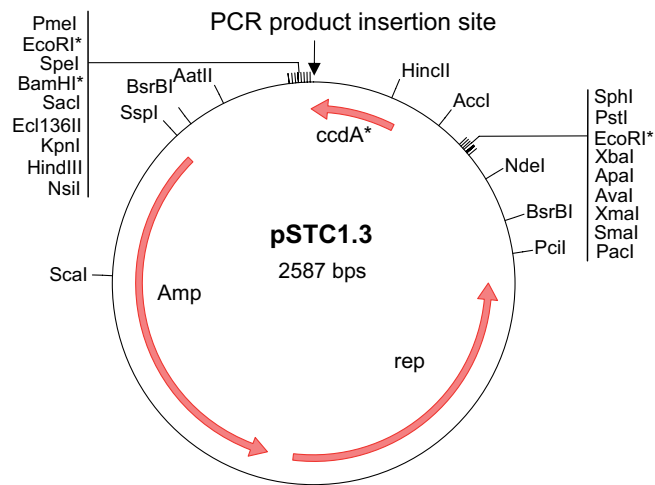 PCR product insertion site
PmeI
EcoRI*
SpeI
BamHI*
SacI
Ecl136II
KpnI
HindIII
NsiI
SspI
BsrBI
AatII
HincII
AccI
SphI
PstI
EcoRI*
XbaI
ApaI
AvaI
XmaI
SmaI
PacI
NdeI
BsrBI
PciI
ccdA*
pSTC1.3
2587 bps
ScaI
Amp
rep